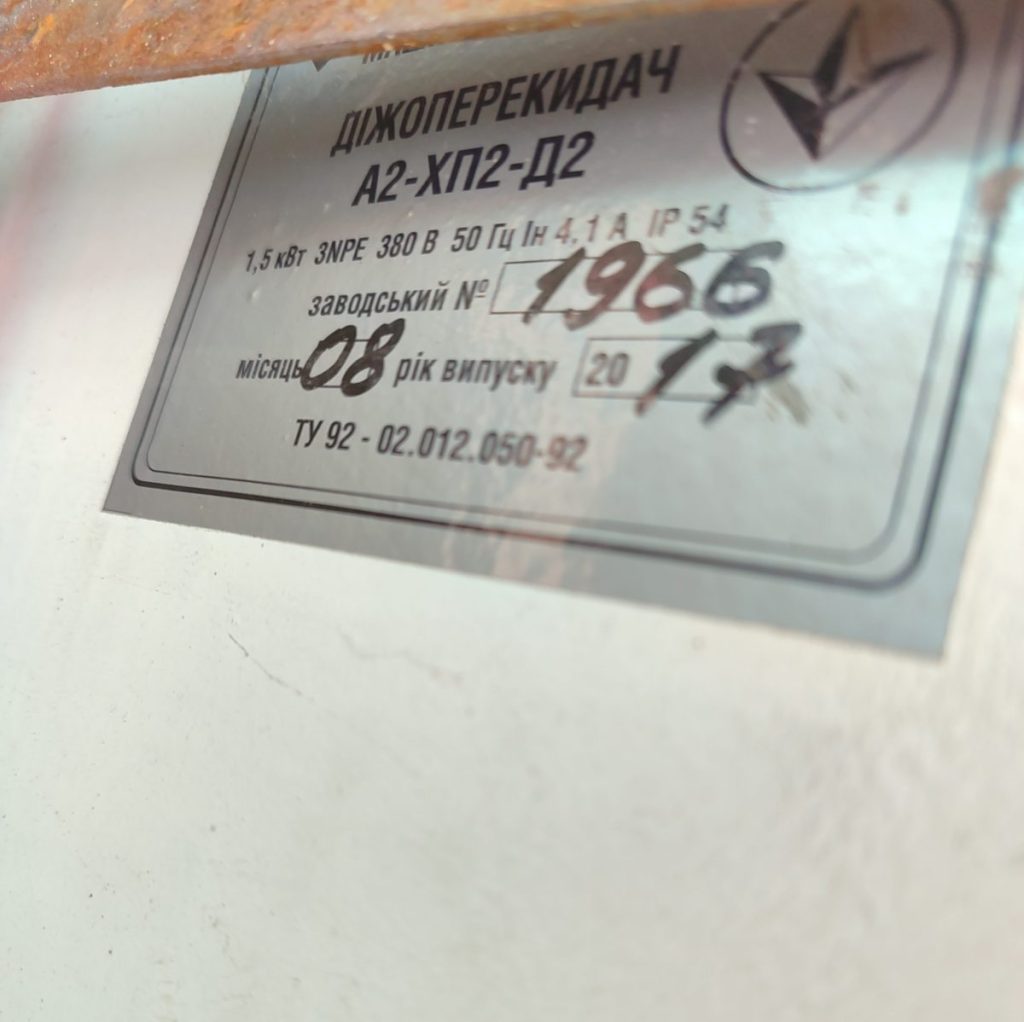 ДІЖОПЕРЕКИДАЧ
А2-ХП2-Д2
1,5 кВт 3NPE 380 В 50 Гц Ін 4,1 А IP 54
заводський № 1966
місяць 08 рік випуску 20 17
ТУ 92 - 02.012.050-92